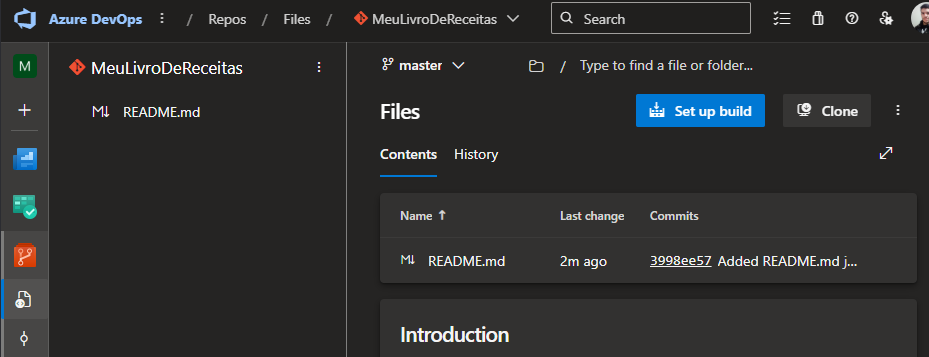 Azure DevOps / Repos / Files / MeuLivroDeReceitas Search
M
MeuLivroDeReceitas
README.md
master / Type to find a file or folder...
Files Set up build Clone
Contents History
Name ↑ Last change Commits
M↓ README.md 2m ago 3998ee57 Added README.md j...
Introduction